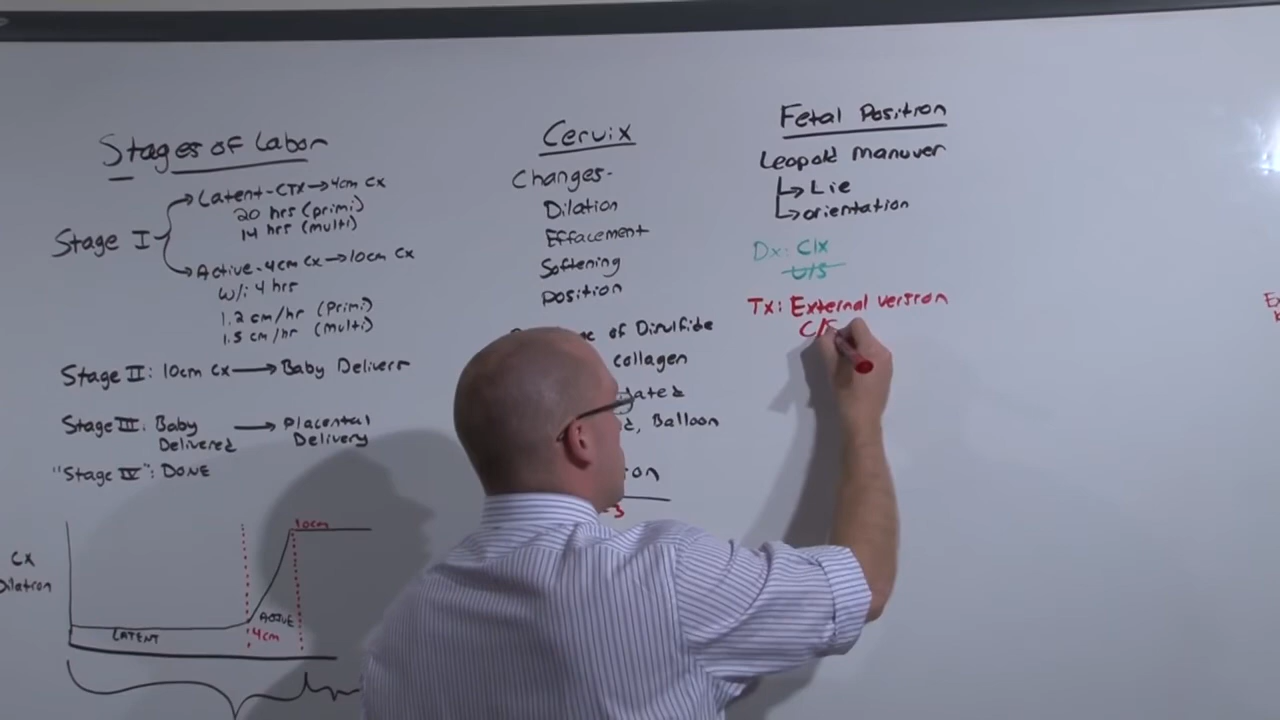 Stages of Labor
Stage I
Latent-CTX→4cm Cx
20 hrs (primi)
14 hrs (multi)
Active-4cm Cx→10cm Cx
w/i 4 hrs
1.2 cm/hr (Primi)
1.5 cm/hr (multi)
Stage II: 10cm Cx→Baby Delivery
Stage III: Baby Delivered → Placental Delivery
"Stage IV": DONE
10cm
CX
Dilation
ACTIVE
LATENT
4cm
Cervix
Changes-
Dilation
Effacement
Softening
Position
of Disulfide
collagen
Balloon
Fetal Position
Leopold Manuver
Lie
orientation
Dx: Clx
U/S
Tx: External version